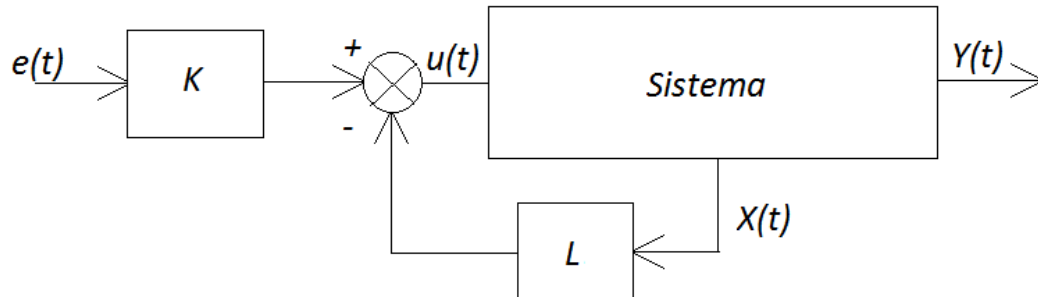 e(t)
K
+
-
u(t)
Sistema
Y(t)
X(t)
L